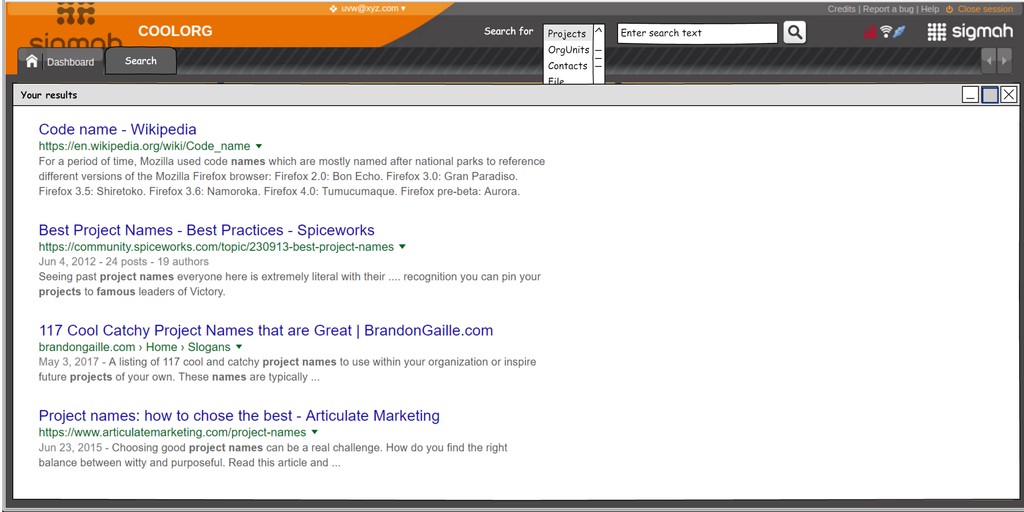 uvw@xyz.com
Credits | Report a bug | Help Close session
sigmah
COOLORG
Search for
Projects
OrgUnits
Contacts
File
Enter search text
sigmah
Dashboard
Search
Your results
Code name - Wikipedia
https://en.wikipedia.org/wiki/Code_name
For a period of time, Mozilla used code names which are mostly named after national parks to reference
different versions of the Mozilla Firefox browser: Firefox 2.0: Bon Echo. Firefox 3.0: Gran Paradiso.
Firefox 3.5: Shiretoko. Firefox 3.6: Namoroka. Firefox 4.0: Tumucumaque. Firefox pre-beta: Aurora.
Best Project Names - Best Practices - Spiceworks
https://community.spiceworks.com/topic/230913-best-project-names
Jun 4, 2012 - 24 posts - 19 authors
Seeing past project names everyone here is extremely literal with their .... recognition you can pin your
projects to famous leaders of Victory.
117 Cool Catchy Project Names that are Great | BrandonGaille.com
brandongaille.com › Home › Slogans
May 3, 2017 - A listing of 117 cool and catchy project names to use within your organization or inspire
future projects of your own. These names are typically ...
Project names: how to chose the best - Articulate Marketing
https://www.articulatemarketing.com/project-names
Jun 23, 2015 - Choosing good project names can be a real challenge. How do you find the right
balance between witty and purposeful. Read this article and ...